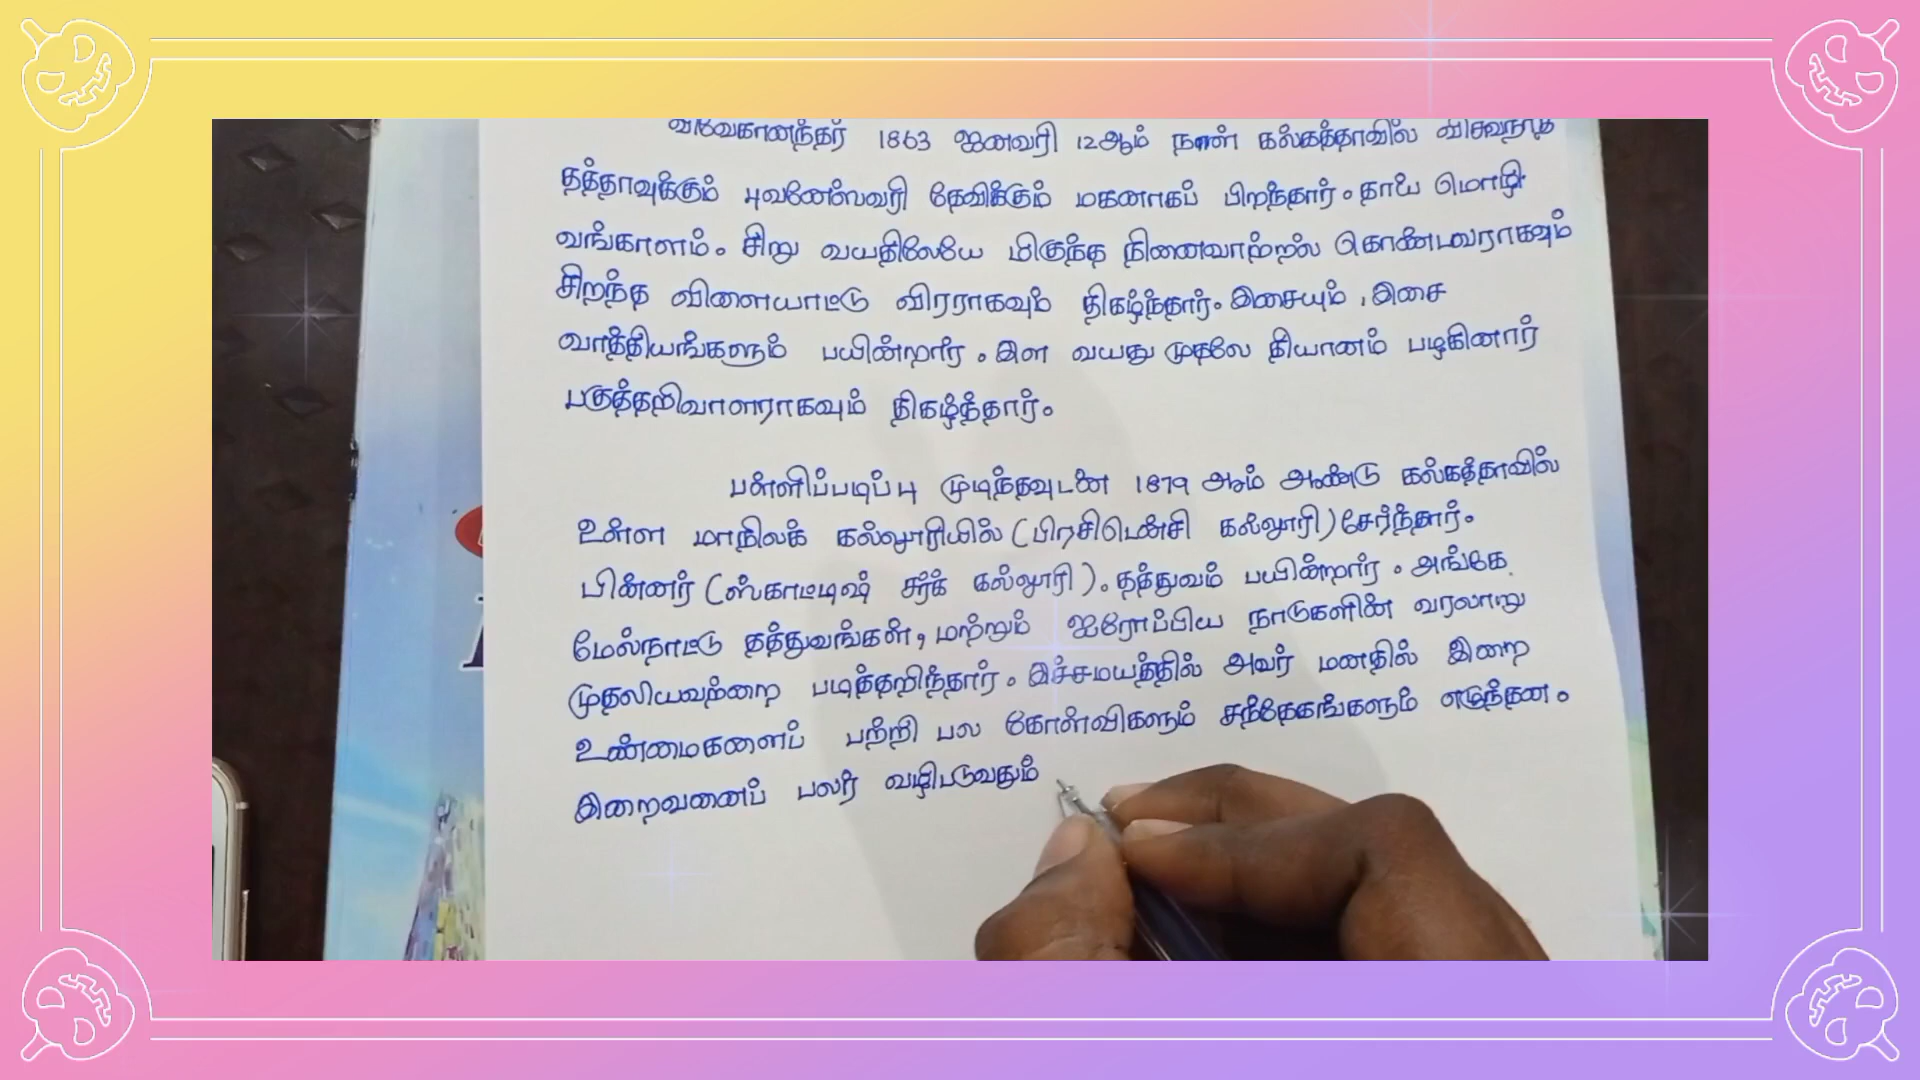 விவேகானந்தர் 1863 ஜனவரி 12ஆம் நாள் கல்கத்தாவில் விசுவநாத
தத்தாவுக்கும் புவனேஸ்வரி தேவிக்கும் மகனாகப் பிறந்தார். தாய் மொழி
வங்காளம். சிறு வயதிலேயே மிகுந்த நினைவாற்றல் கொண்டவராகவும்
சிறந்த விளையாட்டு விரராகவும் திகழ்ந்தார். இசையும், இசை
வாத்தியங்களும் பயின்றார். இள வயது முதலே தியானம் படிகினார்
பகுத்தறிவாளராகவும் திகழ்ந்தார்.
பள்ளிப்படிப்பு முடிந்தவுடன் 1879 ஆம் ஆண்டு கல்கத்தாவில்
உள்ள மாநிலக் கல்லூரியில் (பிரசிடென்சி கல்லூரி) சேர்ந்தார்.
பின்னர் (ஸ்காட்டிஷ் சர்க் கல்லூரி). தத்துவம் பயின்றார். அங்கே
மேல்நாட்டு தத்துவங்கள், மற்றும் ஐரோப்பிய நாடுகளின் வரலாறு
முதலியவற்றை படித்தறிந்தார். இச்சமயத்தில் அவர் மனதில் இறை
உண்மைகளைப் பற்றி பல கோள்விகளும் சந்தேகங்களும் எழுந்தன.
இறைவனைப் பலர் வழிபடுவதும்